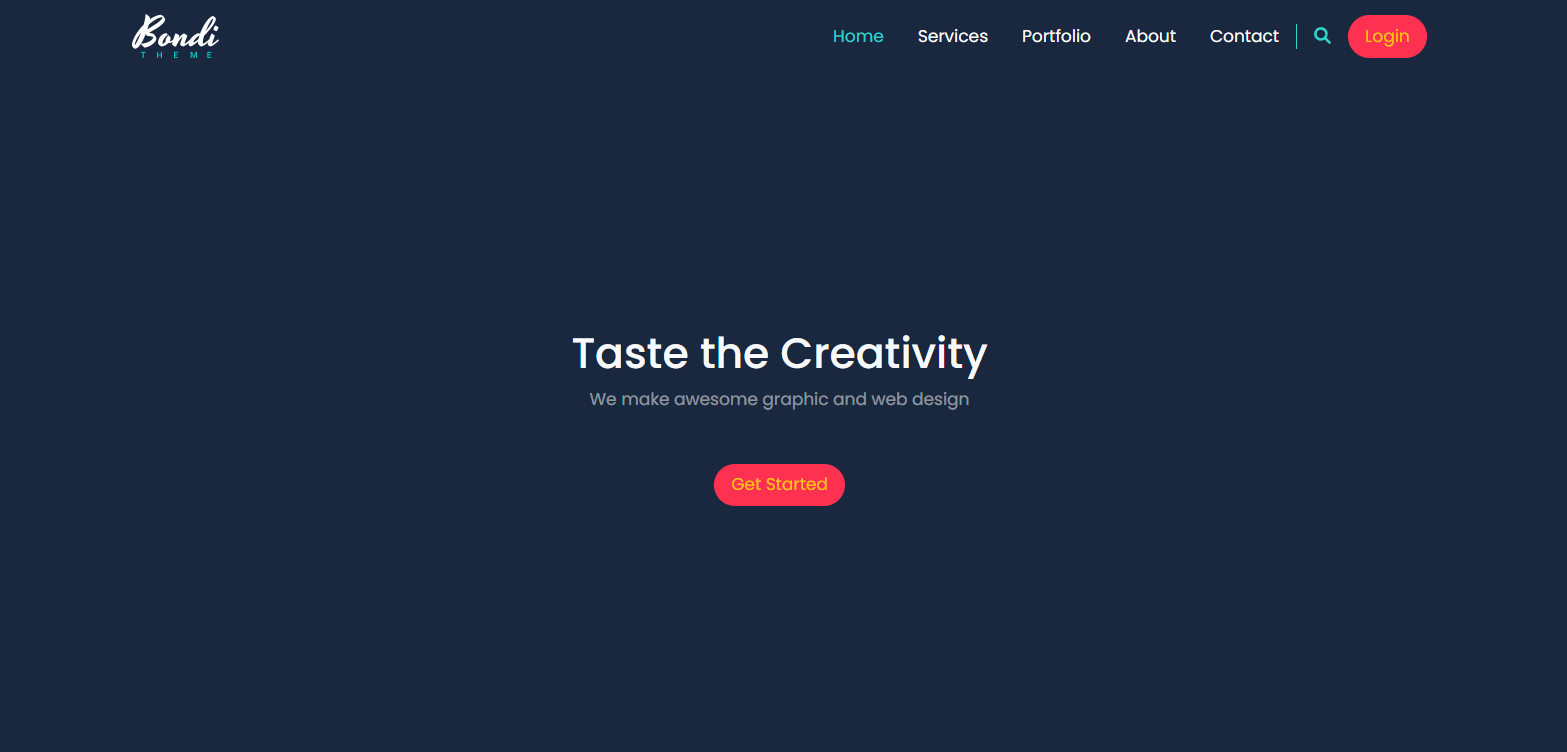 Bondi
THEME
Home Services Portfolio About Contact Login
Taste the Creativity
We make awesome graphic and web design
Get Started